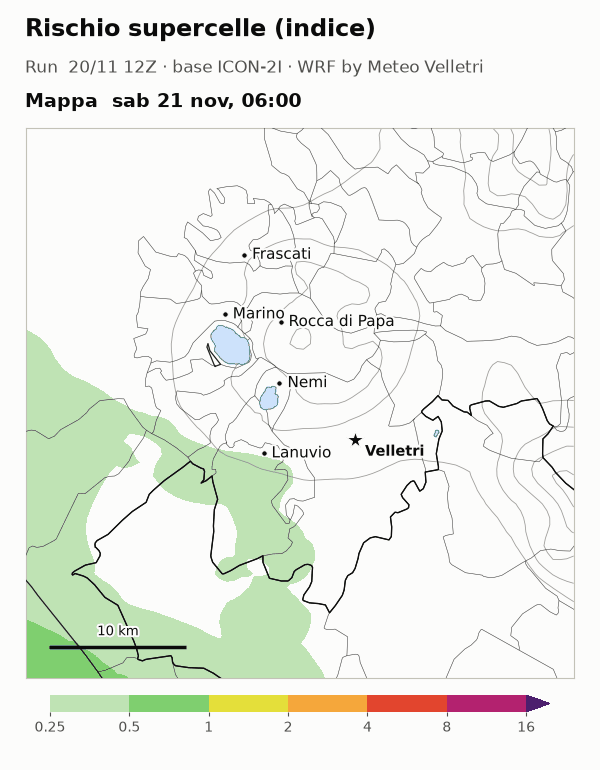 Rischio supercelle (indice)
Run  20/11 12Z · base ICON-2I · WRF by Meteo Velletri
Mappa  sab 21 nov, 06:00
Frascati
Marino
Rocca di Papa
Nemi
Velletri
Lanuvio
10 km
0.25 0.5 1 2 4 8 16